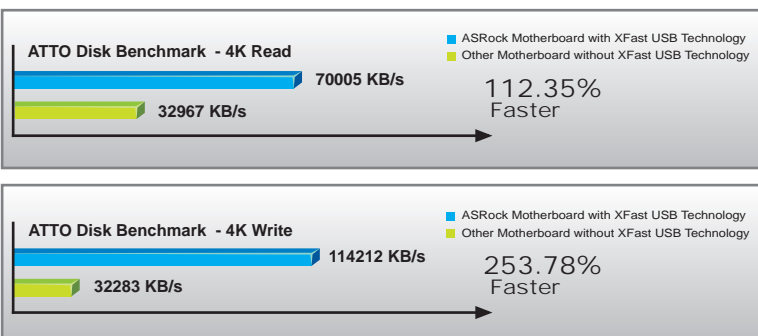 ATTO Disk Benchmark - 4K Read
ASRock Motherboard with XFast USB Technology
Other Motherboard without XFast USB Technology
70005 KB/s
32967 KB/s
112.35%
Faster
ATTO Disk Benchmark - 4K Write
ASRock Motherboard with XFast USB Technology
Other Motherboard without XFast USB Technology
114212 KB/s
32283 KB/s
253.78%
Faster